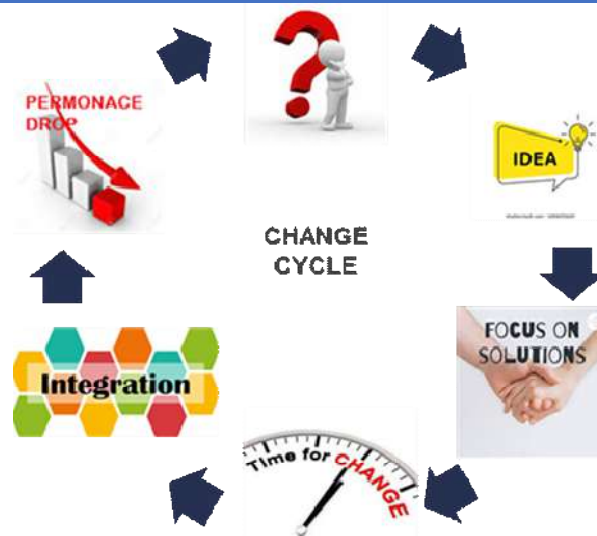 PERMONAGE
DROP
IDEA
CHANGE
CYCLE
FOCUS ON
SOLUTIONS
Integration
Time for CHANGE